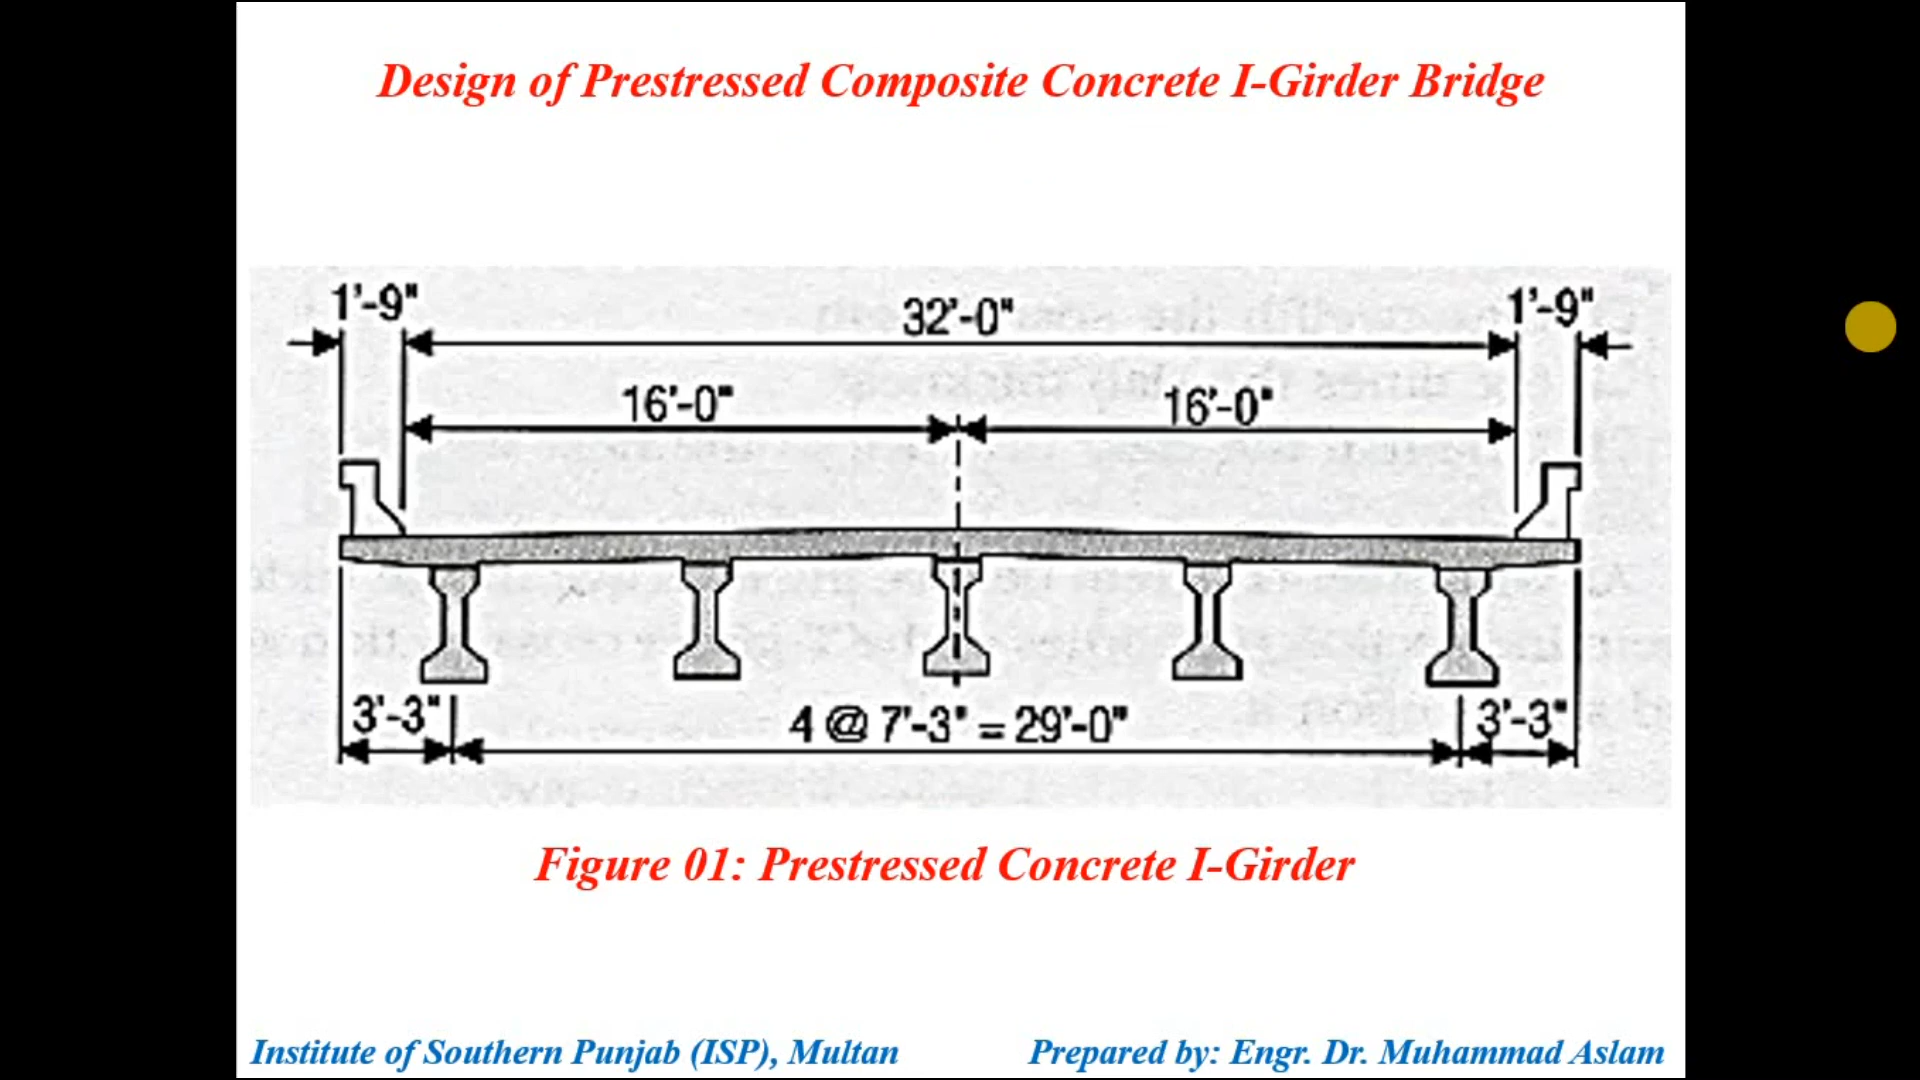 Design of Prestressed Composite Concrete I-Girder Bridge
1'-9" 32'-0" 1'-9"
16'-0" 16'-0"
3'-3" 4 @ 7'-3" = 29'-0" 3'-3"
Figure 01: Prestressed Concrete I-Girder
Institute of Southern Punjab (ISP), Multan Prepared by: Engr. Dr. Muhammad Aslam